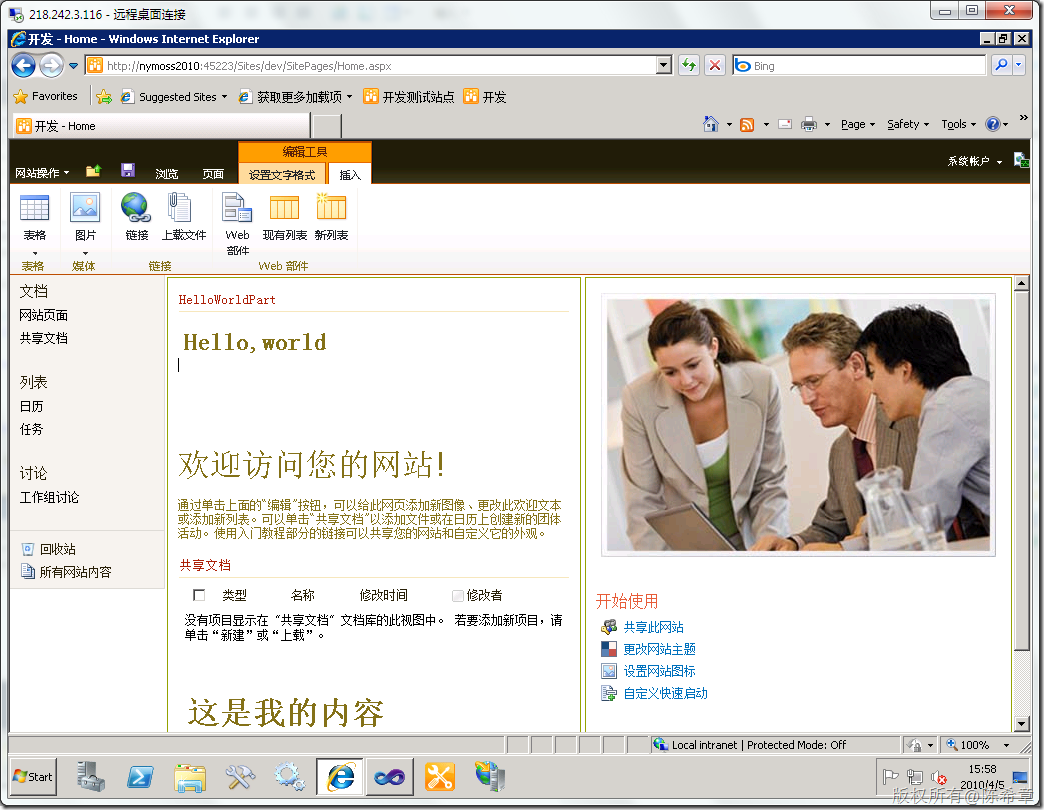 218.242.3.116 - 远程桌面连接
开发 - Home - Windows Internet Explorer
http://nymoss2010:45223/Sites/dev/SitePages/Home.aspx
Bing
Favorites
Suggested Sites
获取更多加载项
开发测试站点
开发
开发 - Home
Page
Safety
Tools
编辑工具
系统帐户
网站操作
浏览
页面
设置文字格式
插入
表格
图片
链接
上载文件
Web 部件
现有列表
新列表
表格
媒体
链接
Web 部件
文档
网站页面
共享文档
列表
日历
任务
讨论
工作组讨论
回收站
所有网站内容
HelloWorldPart
Hello,world
欢迎访问您的网站!
通过单击上面的“编辑”按钮，可以给此网页添加新图像、更改此欢迎文本
或添加新列表。可以单击“共享文档”以添加文件或在日历上创建新的团体
活动。使用入门教程部分的链接可以共享您的网站和自定义它的外观。
共享文档
类型 名称 修改时间 修改者
没有项目显示在“共享文档”文档库的此视图中。 若要添加新项目，请
单击“新建”或“上载”。
这是我的内容
开始使用
共享此网站
更改网站主题
设置网站图标
自定义快速启动
Local intranet | Protected Mode: Off
100%
Start
15:58
2010/4/5
版权所有@陈希章